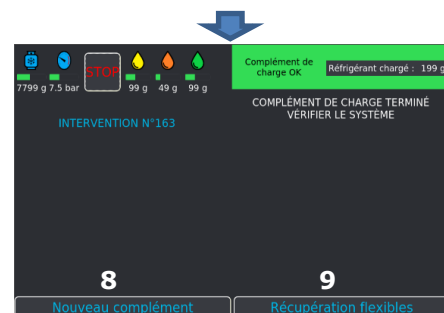 STOP
7799 g 7.5 bar 99 g 49 g 99 g
Complément de
charge OK
Réfrigérant chargé : 199 g
COMPLÉMENT DE CHARGE TERMINÉ
VÉRIFIER LE SYSTÈME
INTERVENTION N°163
8
9
Nouveau complément
Récupération flexibles